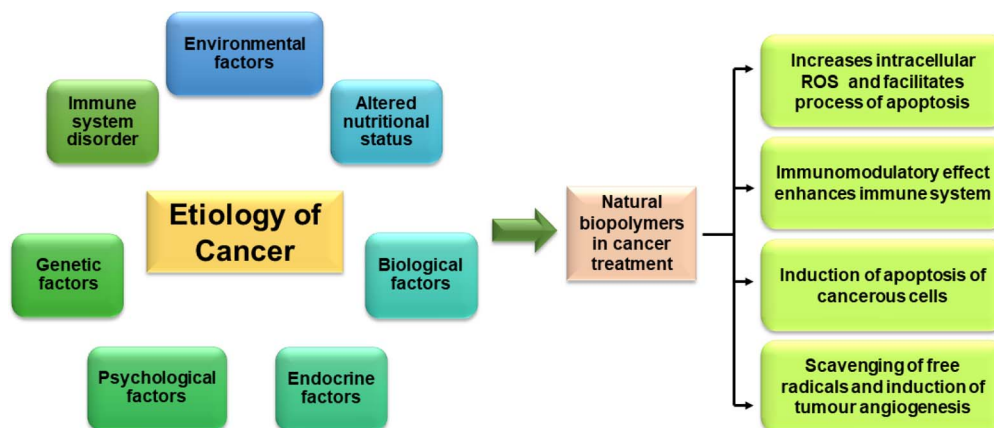 Environmental
factors
Immune
system
disorder
Altered
nutritional
status
Etiology of
Cancer
Genetic
factors
Biological
factors
Psychological
factors
Endocrine
factors
Natural
biopolymers
in cancer
treatment
Increases intracellular
ROS and facilitates
process of apoptosis
Immunomodulatory effect
enhances immune system
Induction of apoptosis of
cancerous cells
Scavenging of free
radicals and induction of
tumour angiogenesis